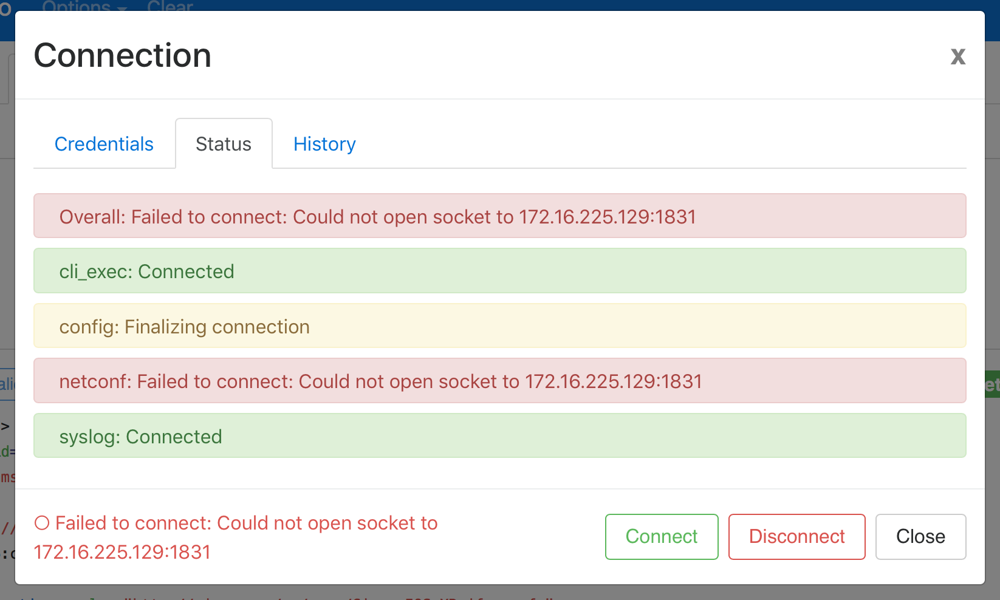 Options Clear
Connection
x
Credentials Status History
Overall: Failed to connect: Could not open socket to 172.16.225.129:1831
cli_exec: Connected
config: Finalizing connection
netconf: Failed to connect: Could not open socket to 172.16.225.129:1831
syslog: Connected
Failed to connect: Could not open socket to
172.16.225.129:1831
Connect Disconnect Close